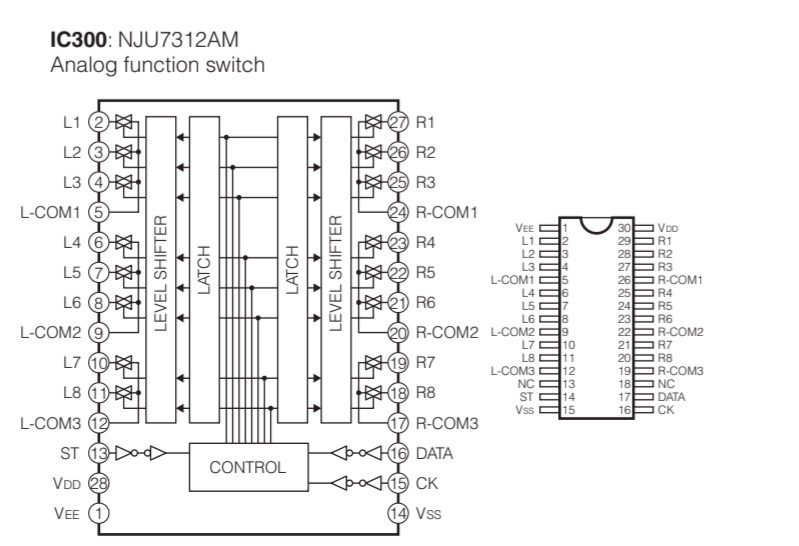 IC300: NJU7312AM
Analog function switch
L1 2
L2 3
L3 4
L-COM1 5
L4 6
L5 7
L6 8
L-COM2 9
L7 10
L8 11
L-COM3 12
ST 13
VDD 28
VEE 1
LEVEL SHIFTER
LATCH
LATCH
LEVEL SHIFTER
CONTROL
27 R1
26 R2
25 R3
24 R-COM1
23 R4
22 R5
21 R6
20 R-COM2
19 R7
18 R8
17 R-COM3
16 DATA
15 CK
14 VSS
VEE 1 30 VDD
L1 2 29 R1
L2 3 28 R2
L3 4 27 R3
L-COM1 5 26 R-COM1
L4 6 25 R4
L5 7 24 R5
L6 8 23 R6
L-COM2 9 22 R-COM2
L7 10 21 R7
L8 11 20 R8
L-COM3 12 19 R-COM3
NC 13 18 NC
ST 14 17 DATA
VSS 15 16 CK